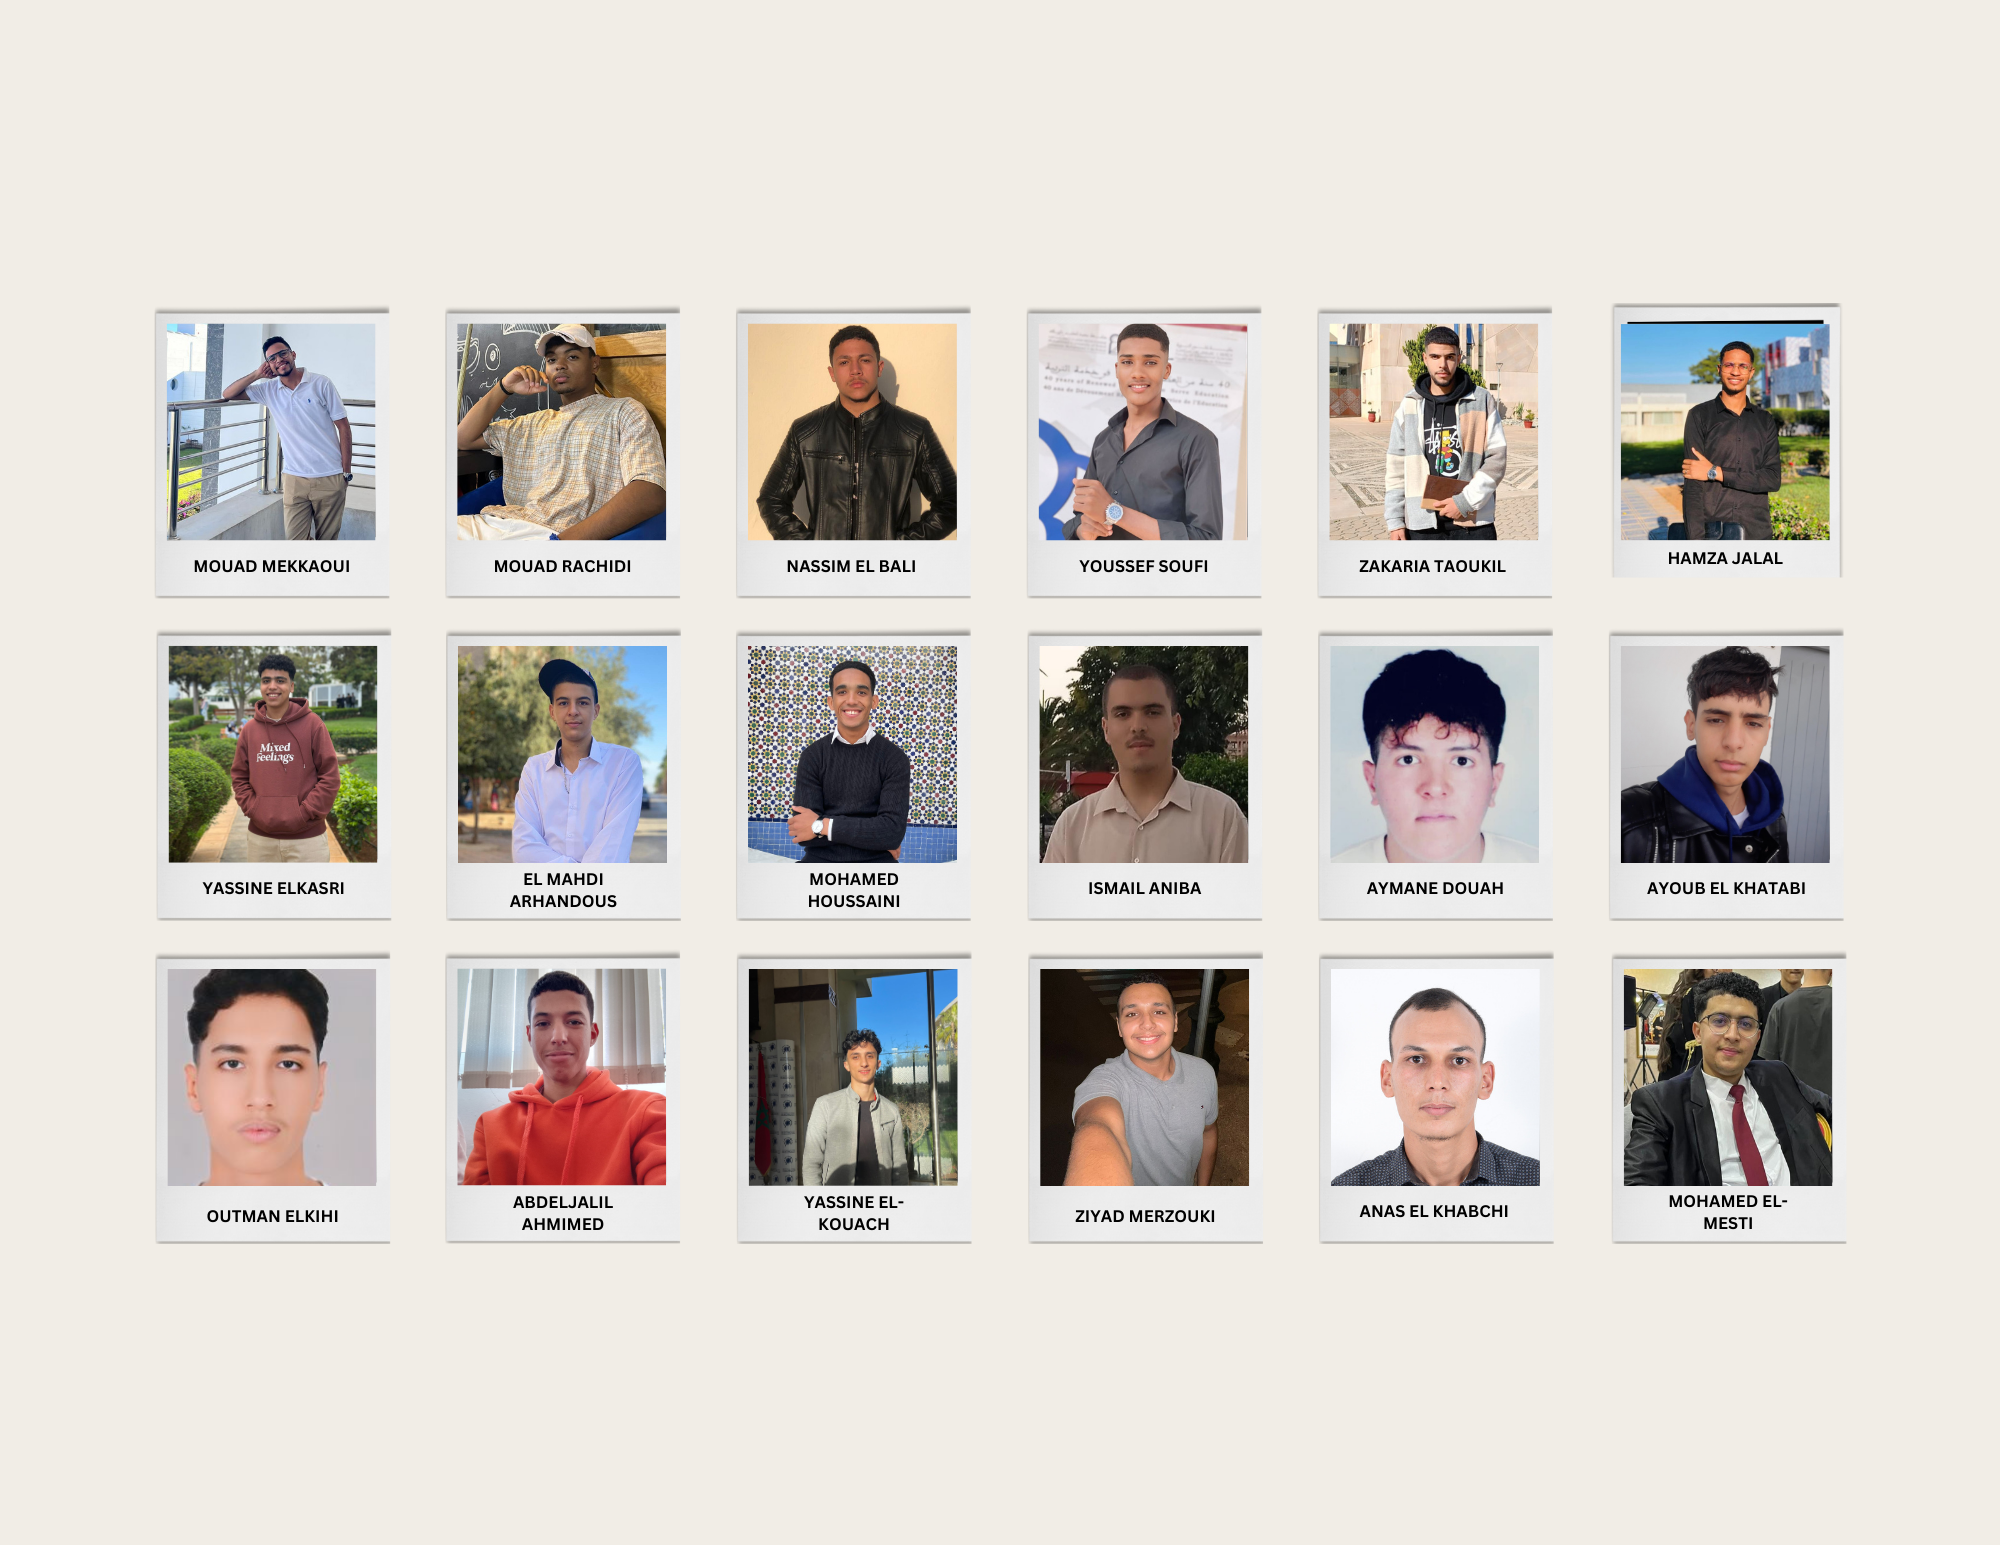 MOUAD MEKKAOUI
MOUAD RACHIDI
NASSIM EL BALI
YOUSSEF SOUFI
ZAKARIA TAOUKIL
HAMZA JALAL
Mixed
Feelings
YASSINE ELKASRI
EL MAHDI
ARHANDOUS
MOHAMED
HOUSSAINI
ISMAIL ANIBA
AYMANE DOUAH
AYOUB EL KHATABI
OUTMAN ELKIHI
ABDELJALIL
AHMIMED
YASSINE EL-
KOUACH
ZIYAD MERZOUKI
ANAS EL KHABCHI
MOHAMED EL-
MESTI